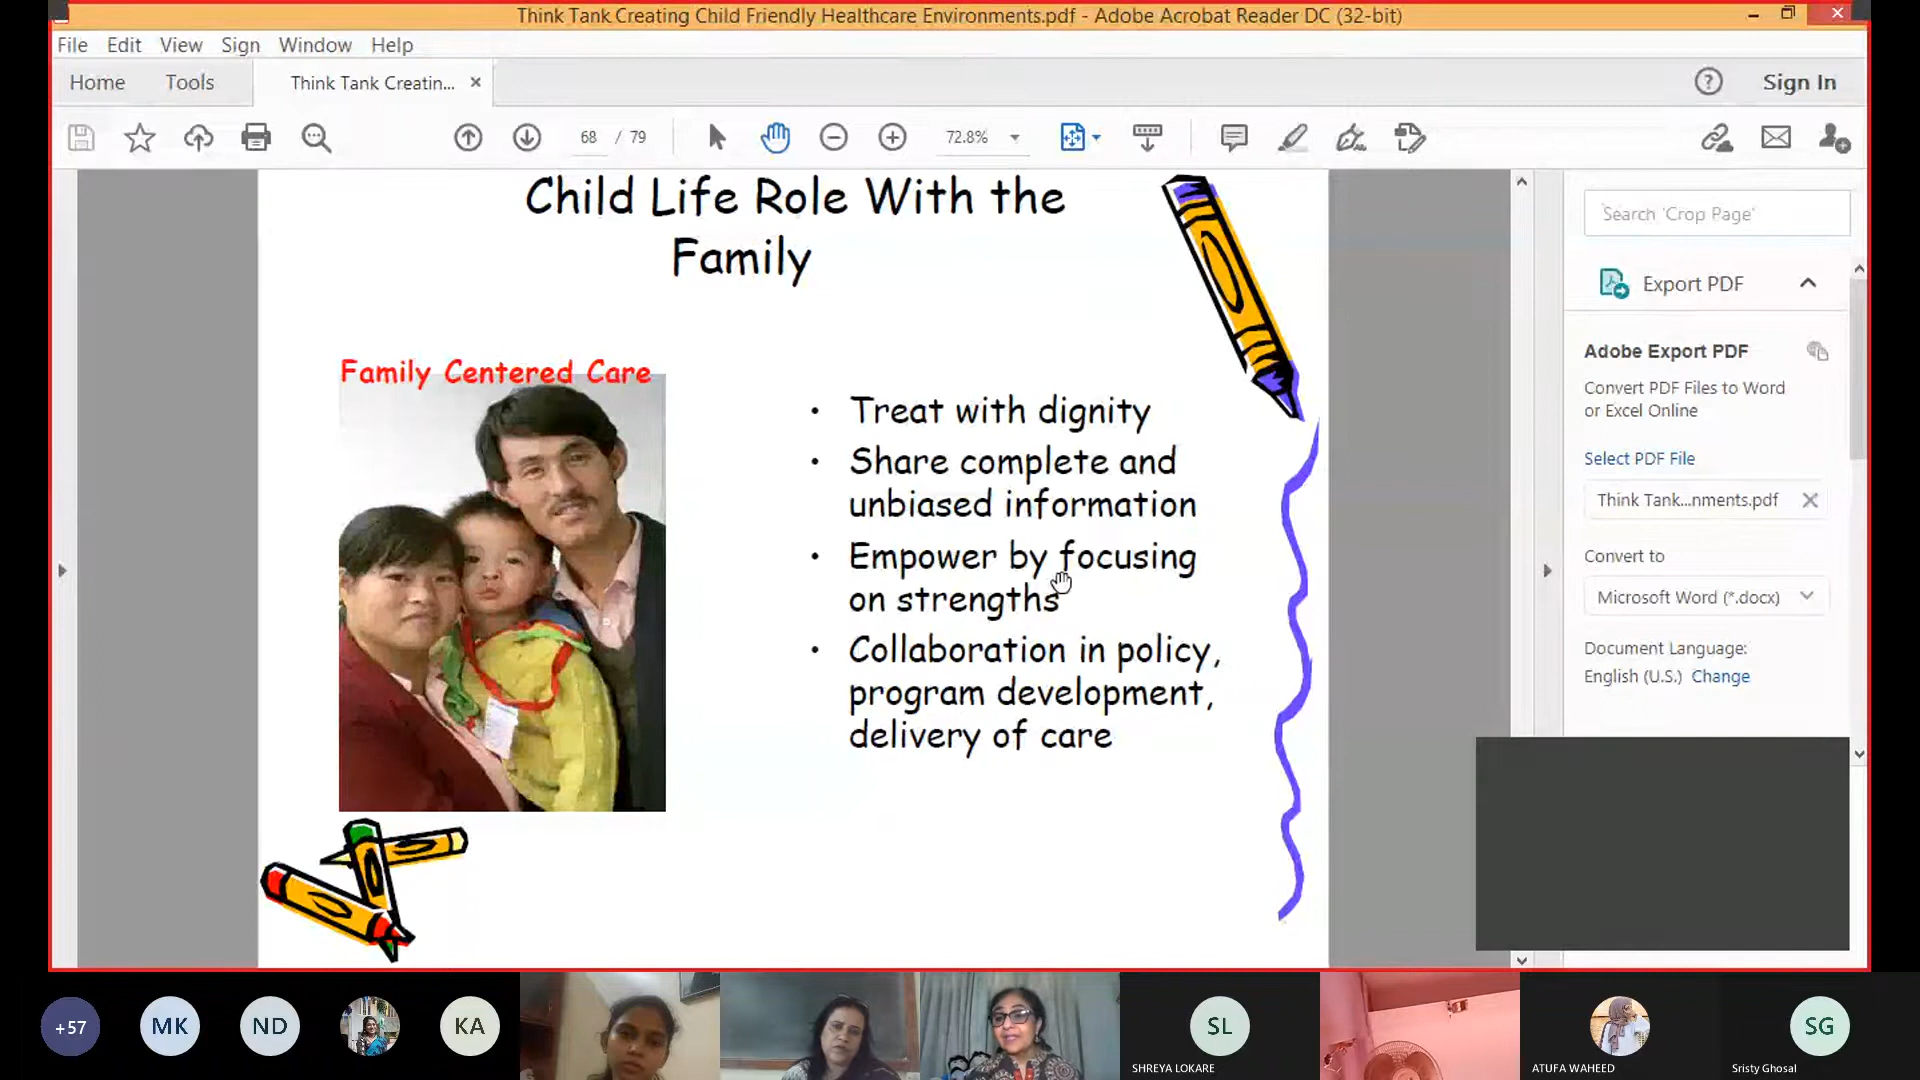 Think Tank Creating Child Friendly Healthcare Environments.pdf - Adobe Acrobat Reader DC (32-bit)
File Edit View Sign Window Help
Home Tools Think Tank Creatin... Sign In
68 / 79 72.8%
Child Life Role With the
Family
Family Centered Care
• Treat with dignity
• Share complete and
unbiased information
• Empower by focusing
on strengths
• Collaboration in policy,
program development,
delivery of care
Search 'Crop Page'
Export PDF
Adobe Export PDF
Convert PDF Files to Word
or Excel Online
Select PDF File
Think Tank...nments.pdf
Convert to
Microsoft Word (*.docx)
Document Language:
English (U.S.) Change
+57 MK ND KA SL SG
SHREYA LOKARE ATUFA WAHEED Sristy Ghosal